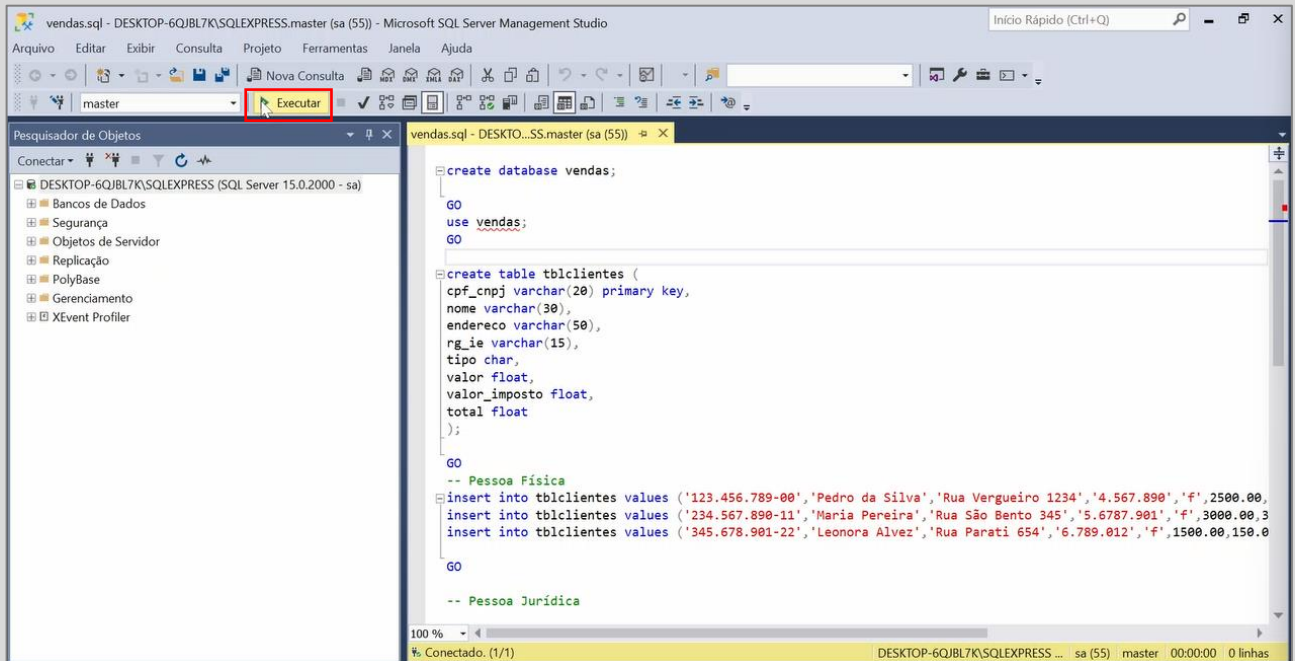 vendas.sql - DESKTOP-6QJBL7K\SQLEXPRESS.master (sa (55)) - Microsoft SQL Server Management Studio
Início Rápido (Ctrl+Q)
Arquivo Editar Exibir Consulta Projeto Ferramentas Janela Ajuda
Nova Consulta
master
Executar
Pesquisador de Objetos
Conectar
DESKTOP-6QJBL7K\SQLEXPRESS (SQL Server 15.0.2000 - sa)
Bancos de Dados
Segurança
Objetos de Servidor
Replicação
PolyBase
Gerenciamento
XEvent Profiler
vendas.sql - DESKTO...SS.master (sa (55))
create database vendas;
GO
use vendas;
GO
create table tblclientes (
cpf_cnpj varchar(20) primary key,
nome varchar(30),
endereco varchar(50),
rg_ie varchar(15),
tipo char,
valor float,
valor_imposto float,
total float
);
GO
-- Pessoa Física
insert into tblclientes values ('123.456.789-00','Pedro da Silva','Rua Vergueiro 1234','4.567.890','f',2500.00,
insert into tblclientes values ('234.567.890-11','Maria Pereira','Rua São Bento 345','5.6787.901','f',3000.00,3
insert into tblclientes values ('345.678.901-22','Leonora Alvez','Rua Parati 654','6.789.012','f',1500.00,150.0
GO
-- Pessoa Jurídica
100 %
Conectado. (1/1)
DESKTOP-6QJBL7K\SQLEXPRESS ... sa (55) master 00:00:00 0 linhas